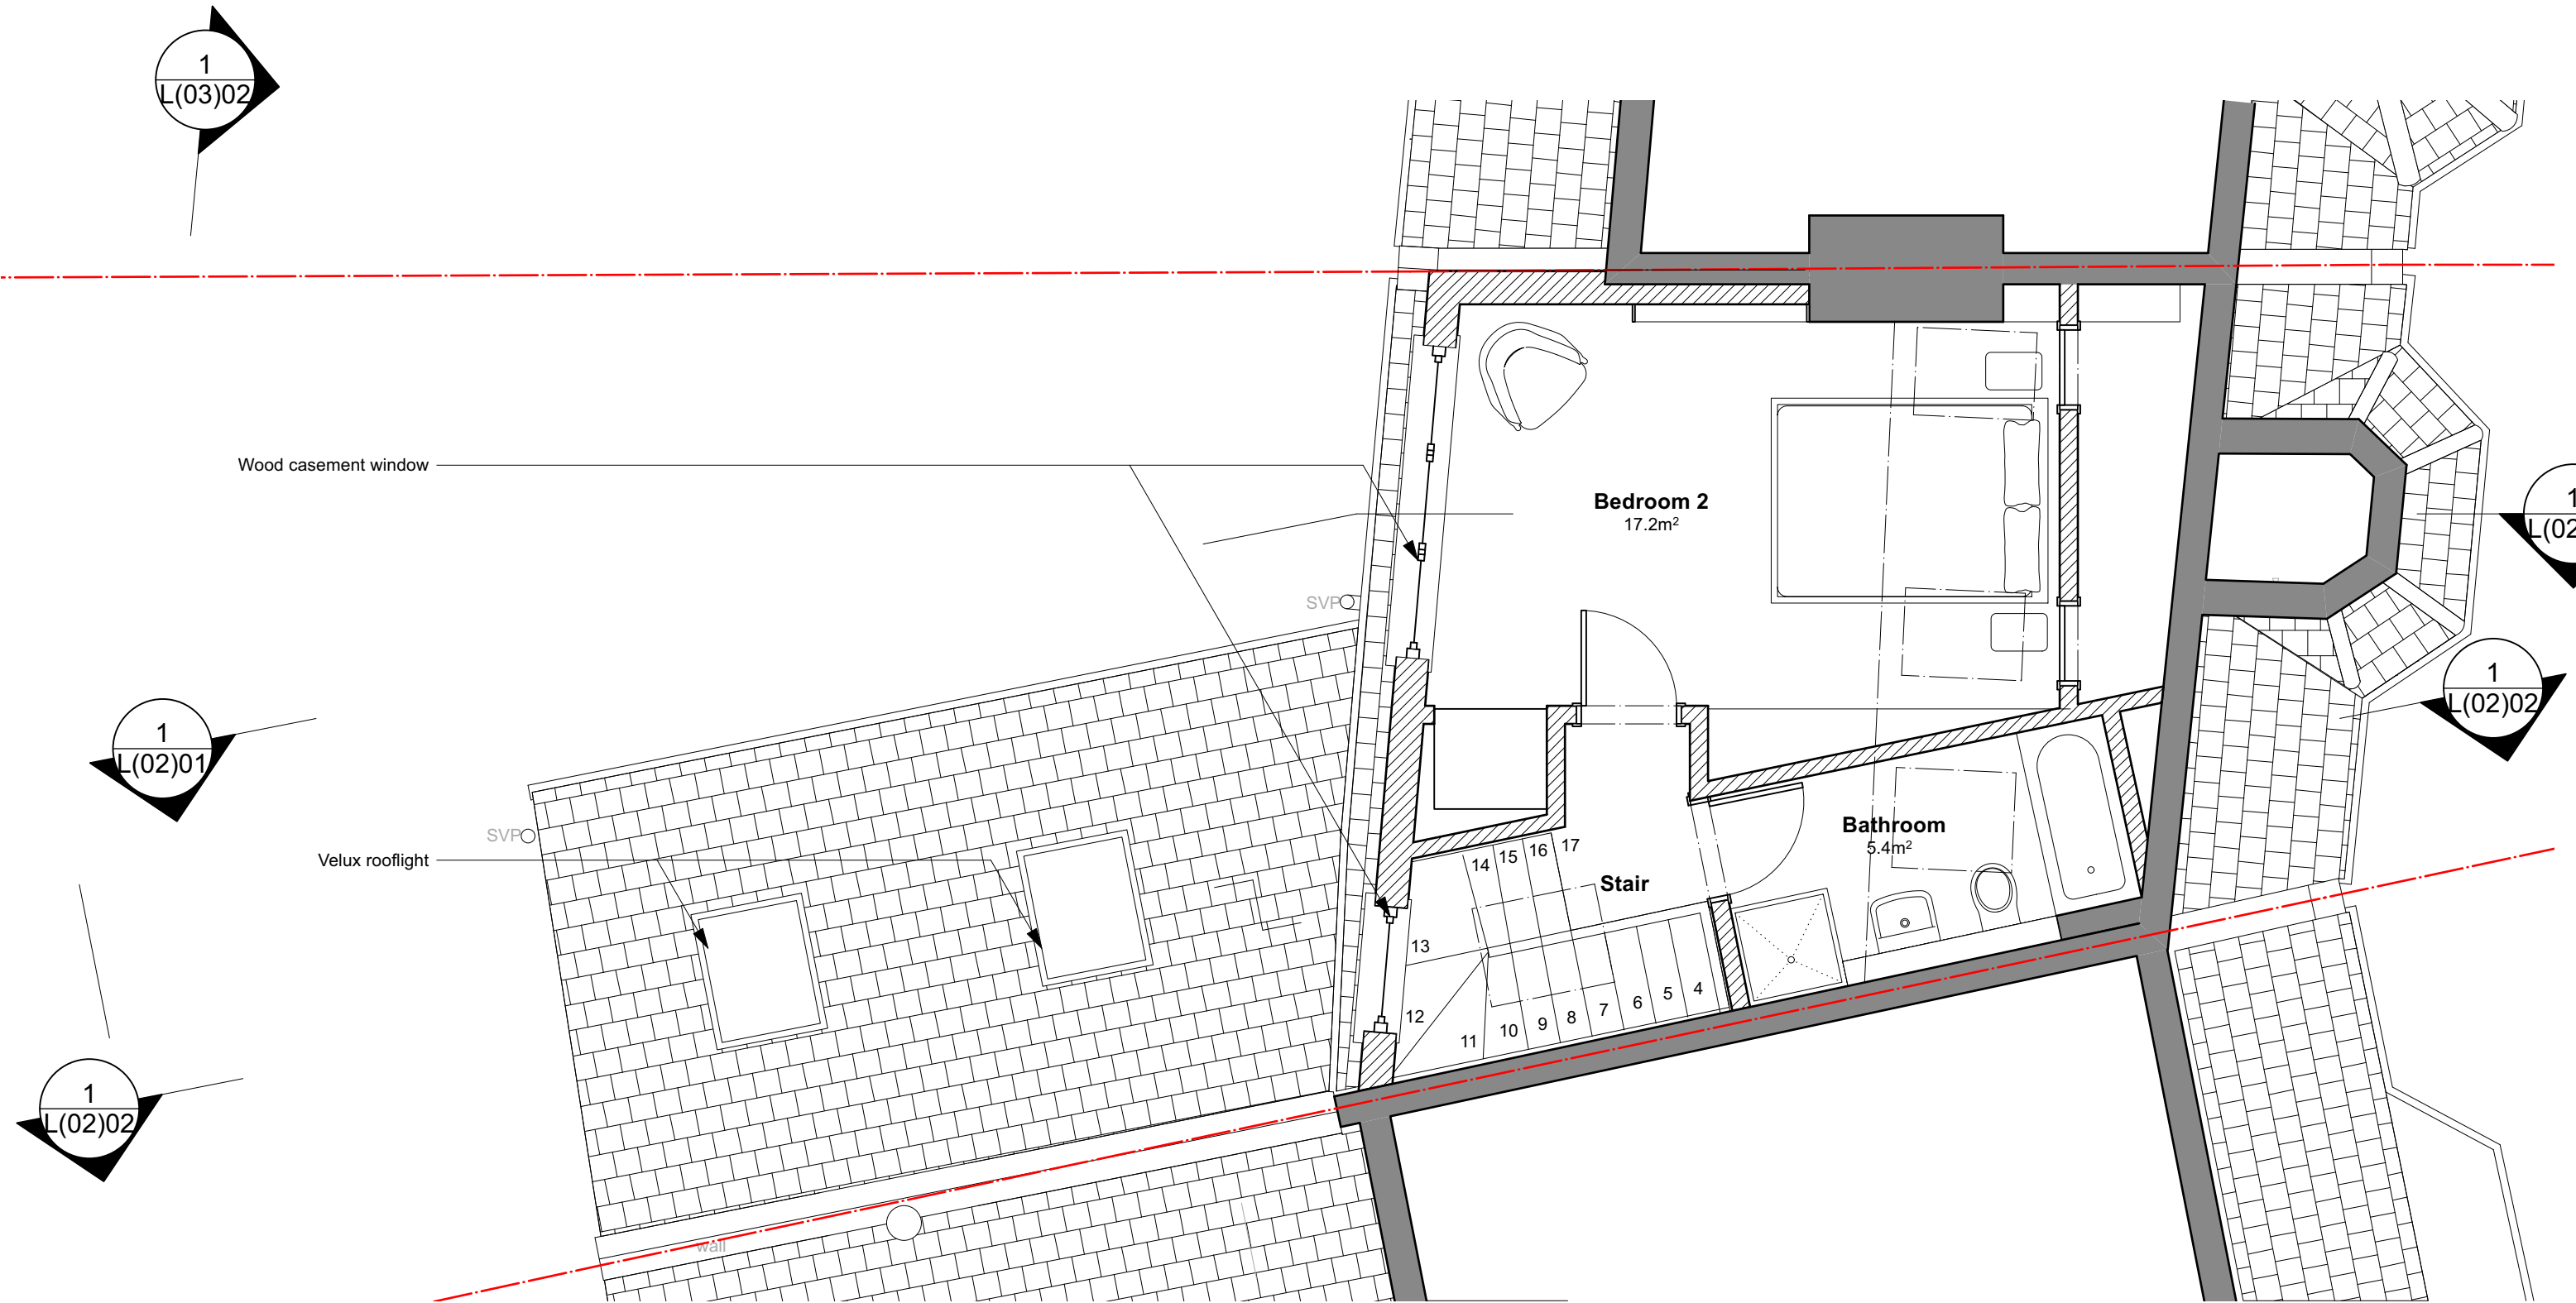 1
L(03)02
Wood casement window
Bedroom 2
17.2m²
1
L(02
SVP
1
L(02)02
1
L(02)01
SVP
Velux rooflight
Bathroom
5.4m²
Stair
17
16
15
14
13
12
11
10
9
8
7
6
5
4
1
L(02)02
wall